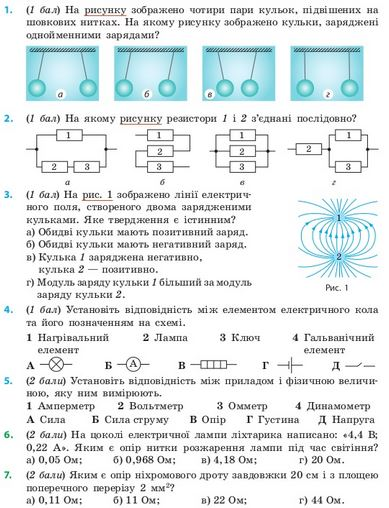 1. (1 бал) На рисунку зображено чотири пари кульок, підвішених на
шовкових нитках. На якому рисунку зображено кульки, заряджені
однойменними зарядами?
а б в г
2. (1 бал) На якому рисунку резистори 1 і 2 з'єднані послідовно?
1 1 1 1
2 2 2
2 3 3 3 3
а б в г
3. (1 бал) На рис. 1 зображено лінії електрич-
ного поля, створеного двома зарядженими
кульками. Яке твердження є істинним?
а) Обидві кульки мають позитивний заряд.
б) Обидві кульки мають негативний заряд.
в) Кулька 1 заряджена негативно,
кулька 2 — позитивно.
г) Модуль заряду кульки 1 більший за модуль
заряду кульки 2.
1
2
Рис. 1
4. (1 бал) Установіть відповідність між елементом електричного кола
та його позначенням на схемі.
1 Нагрівальний 2 Лампа 3 Ключ 4 Гальванічний
елемент елемент
А Б А В Г Д
5. (2 бали) Установіть відповідність між приладом і фізичною величи-
ною, яку ним вимірюють.
1 Амперметр 2 Вольтметр 3 Омметр 4 Динамометр
А Сила Б Сила струму В Опір Г Густина Д Напруга
6. (2 бали) На цоколі електричної лампи ліхтарика написано: «4,4 В;
0,22 А». Яким є опір нитки розжарення лампи під час світіння?
а) 0,05 Ом; б) 0,968 Ом; в) 4,18 Ом; г) 20 Ом.
7. (2 бали) Яким є опір ніхромового дроту завдовжки 20 см і з площею
поперечного перерізу 2 мм²?
а) 0,11 Ом; б) 11 Ом; в) 22 Ом; г) 44 Ом.